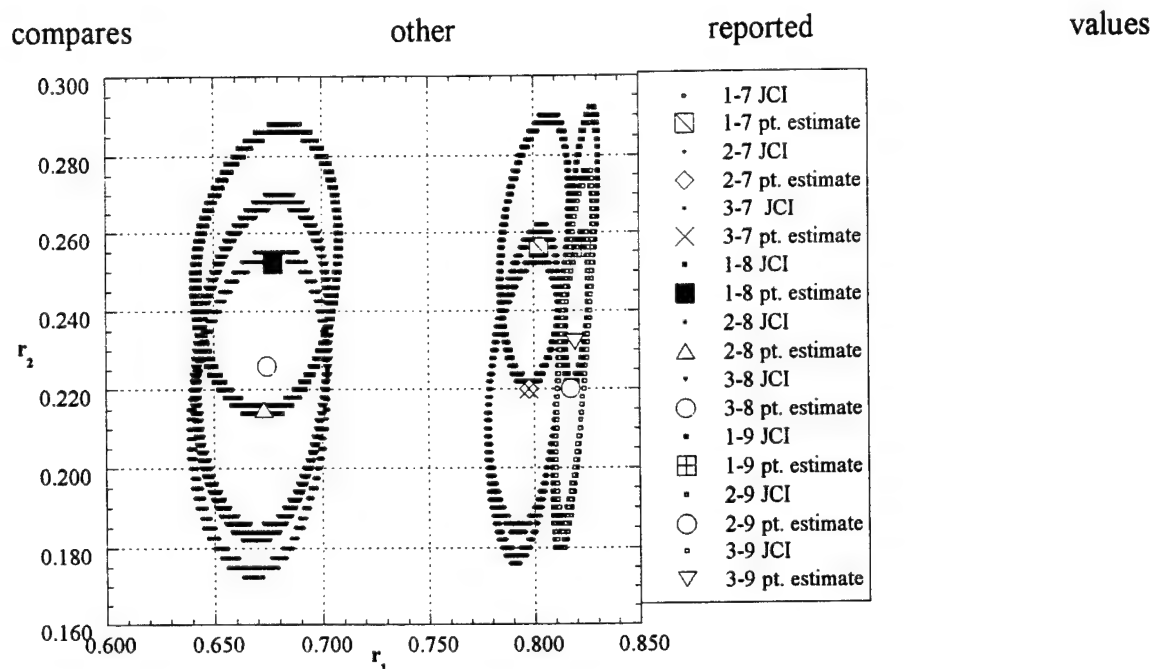 compares other reported values
0.300
0.280
0.260
0.240
r2
0.220
0.200
0.180
0.160
0.600 0.650 0.700 0.750 0.800 0.850
r1
1-7 JCI
1-7 pt. estimate
2-7 JCI
2-7 pt. estimate
3-7 JCI
3-7 pt. estimate
1-8 JCI
1-8 pt. estimate
2-8 JCI
2-8 pt. estimate
3-8 JCI
3-8 pt. estimate
1-9 JCI
1-9 pt. estimate
2-9 JCI
2-9 pt. estimate
3-9 JCI
3-9 pt. estimate